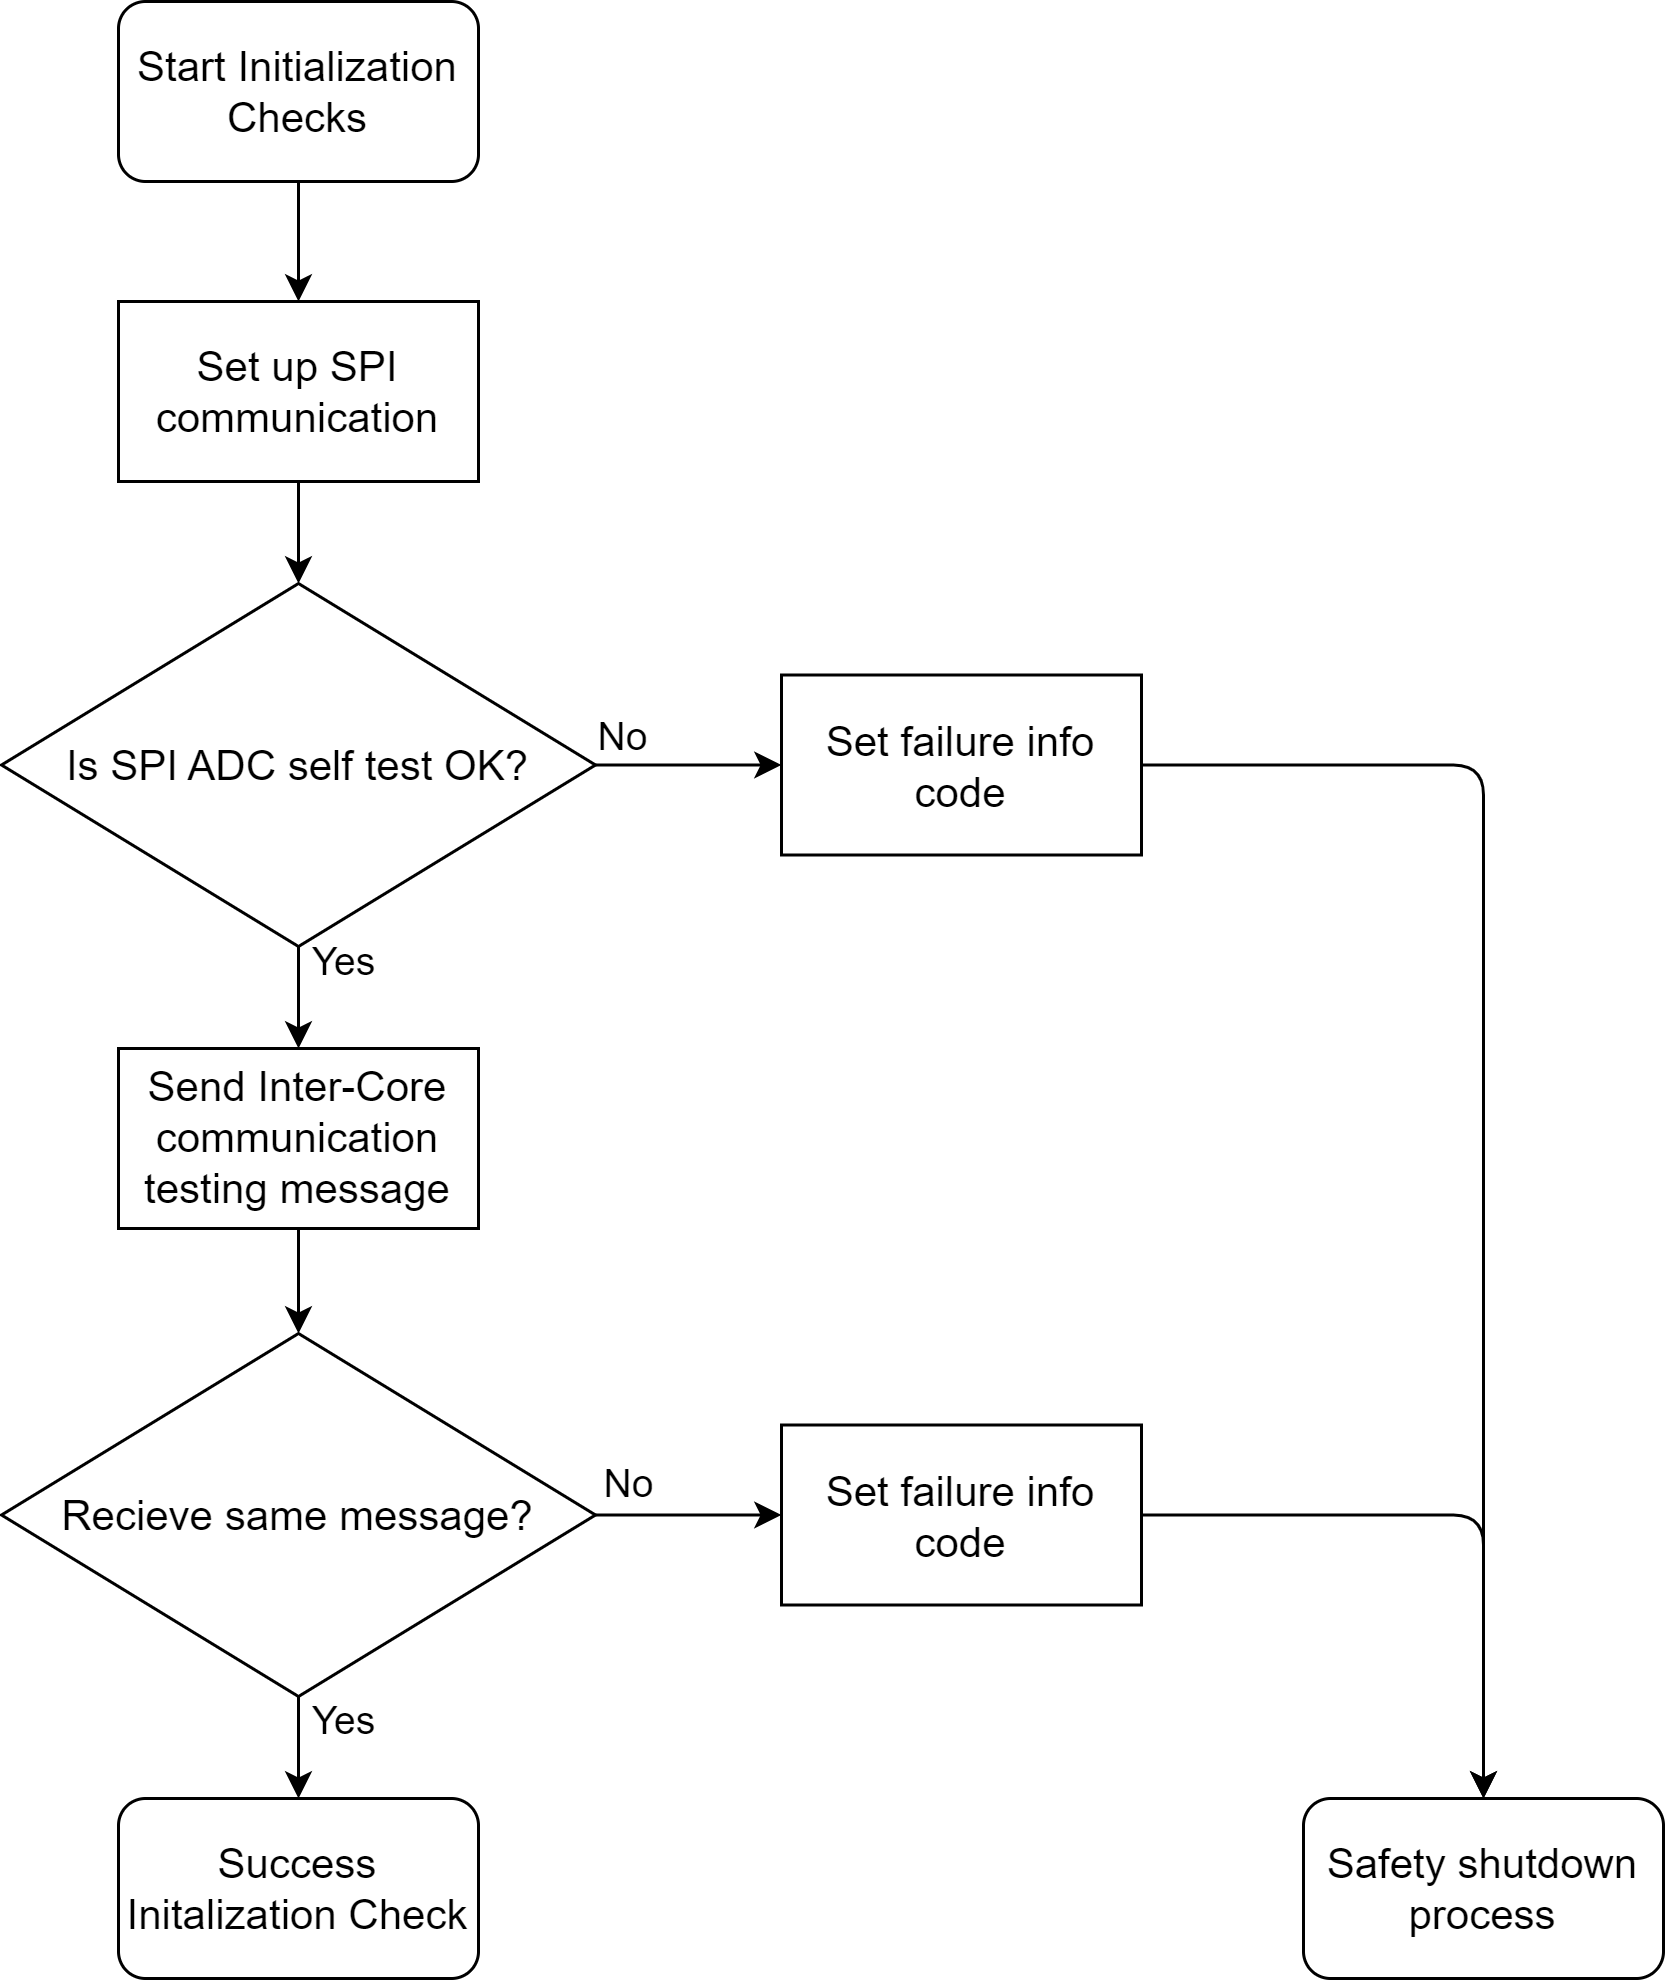 Start Initialization
Checks
Set up SPI
communication
Is SPI ADC self test OK?
No
Set failure info
code
Yes
Send Inter-Core
communication
testing message
Recieve same message?
No
Set failure info
code
Yes
Success
Initalization Check
Safety shutdown
process